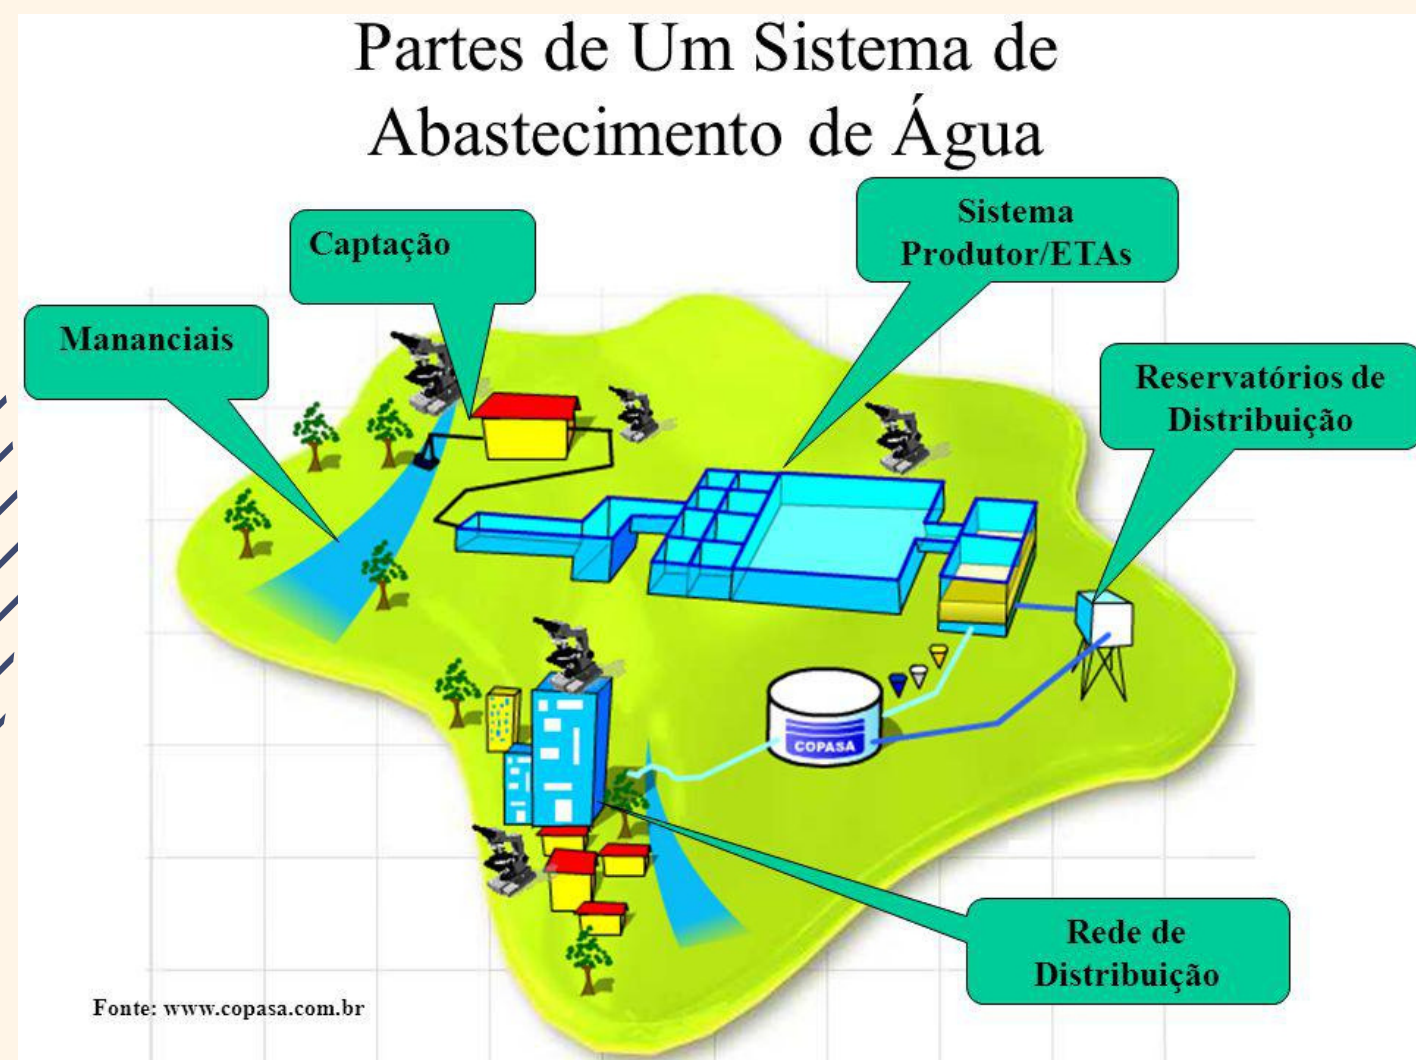 Partes de Um Sistema de
Abastecimento de Água
Captação
Sistema
Produtor/ETAs
Mananciais
Reservatórios de
Distribuição
COPASA
Rede de
Distribuição
Fonte: www.copasa.com.br